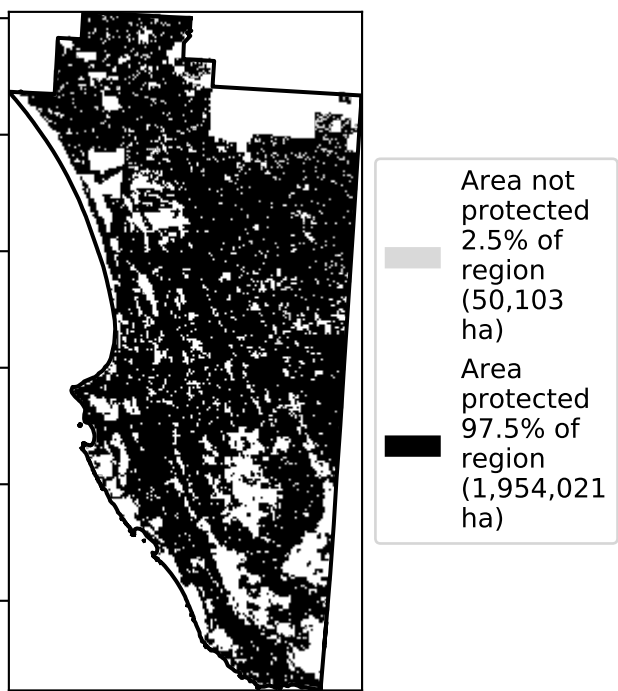 Area not
protected
2.5% of
region
(50,103
ha)
Area
protected
97.5% of
region
(1,954,021
ha)